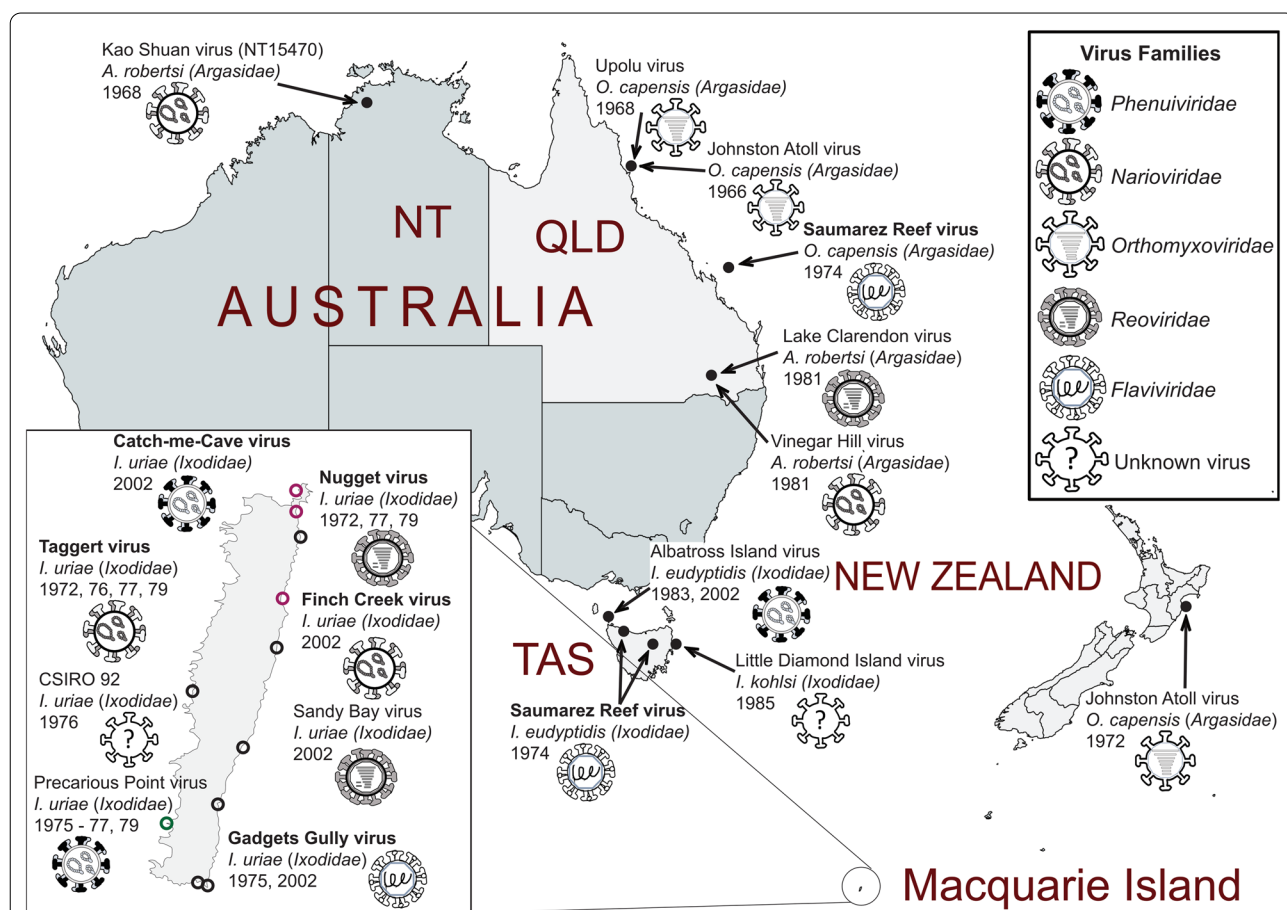 Kao Shuan virus (NT15470)
A. robertsi (Argasidae)
1968
Upolu virus
O. capensis (Argasidae)
1968
Johnston Atoll virus
O. capensis (Argasidae)
1966
Saumarez Reef virus
O. capensis (Argasidae)
1974
Lake Clarendon virus
A. robertsi (Argasidae)
1981
Vinegar Hill virus
A. robertsi (Argasidae)
1981
NT
QLD
AUSTRALIA
Virus Families
Phenuiviridae
Narioviridae
Orthomyxoviridae
Reoviridae
Flaviviridae
?
Unknown virus
Catch-me-Cave virus
I. uriae (Ixodidae)
2002
Nugget virus
I. uriae (Ixodidae)
1972, 77, 79
Taggert virus
I. uriae (Ixodidae)
1972, 76, 77, 79
Finch Creek virus
I. uriae (Ixodidae)
2002
CSIRO 92
I. uriae (Ixodidae)
1976
?
Sandy Bay virus
I. uriae (Ixodidae)
2002
Precarious Point virus
I. uriae (Ixodidae)
1975 - 77, 79
Gadgets Gully virus
I. uriae (Ixodidae)
1975, 2002
Albatross Island virus
I. eudyptidis (Ixodidae)
1983, 2002
TAS
Little Diamond Island virus
I. kohlsi (Ixodidae)
1985
?
Saumarez Reef virus
I. eudyptidis (Ixodidae)
1974
NEW ZEALAND
Johnston Atoll virus
O. capensis (Argasidae)
1972
Macquarie Island